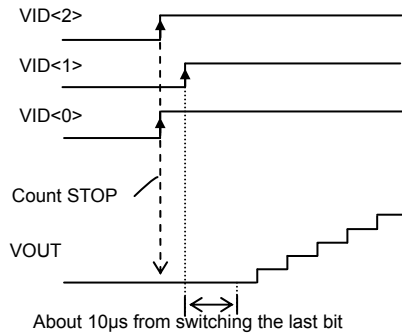 VID<2>
VID<1>
VID<0>
Count STOP
VOUT
About 10µs from switching the last bit